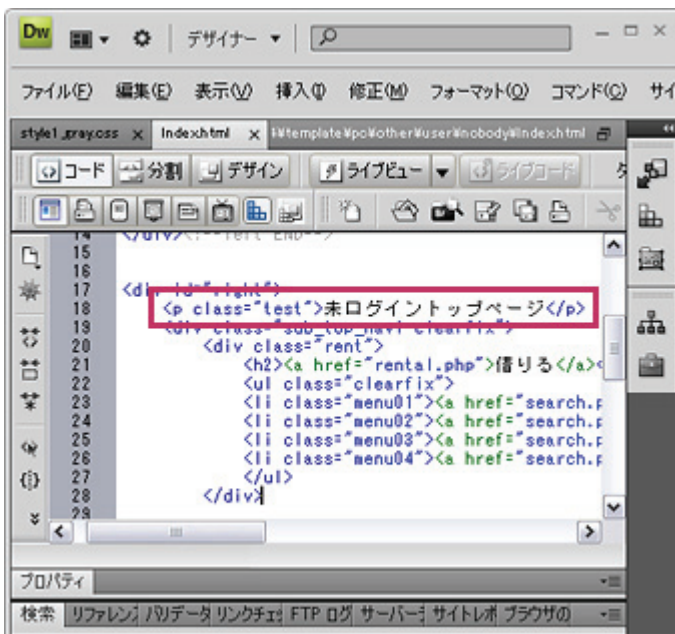 Dw デザイナー
ファイル(F) 編集(E) 表示(V) 挿入(I) 修正(M) フォーマット(O) コマンド(C) サイ
style1_gray.css × Index.html × ¥template¥pc¥other¥user¥nobody¥Index.html
コード 分割 デザイン ライブビュー ライブコード タ
14 </div><!--left END-->
15
16
17 <div id="right">
18 <p class="test">未ログイントップページ</p>
19 <div class="sub_top_navi clearfix">
20 <div class="rent">
21 <h2><a href="rental.php">借りる</a><
22 <ul class="clearfix">
23 <li class="menu01"><a href="search.p
24 <li class="menu02"><a href="search.p
25 <li class="menu03"><a href="search.p
26 <li class="menu04"><a href="search.p
27 </ul>
28 </div>
29
プロパティ
検索 リファレンス バリデータ リンクチェッ FTP ログ サーバーデ サイトレポ ブラウザの